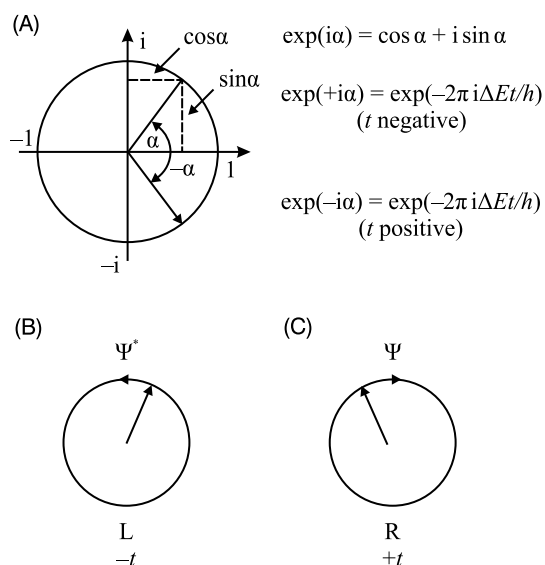 (A)
i
cosα
sinα
–1
α
1
–α
–i
exp(iα) = cos α + i sin α
exp(+iα) = exp(–2π iΔEt/h)
(t negative)
exp(–iα) = exp(–2π iΔEt/h)
(t positive)
(B)
Ψ*
L
–t
(C)
Ψ
R
+t